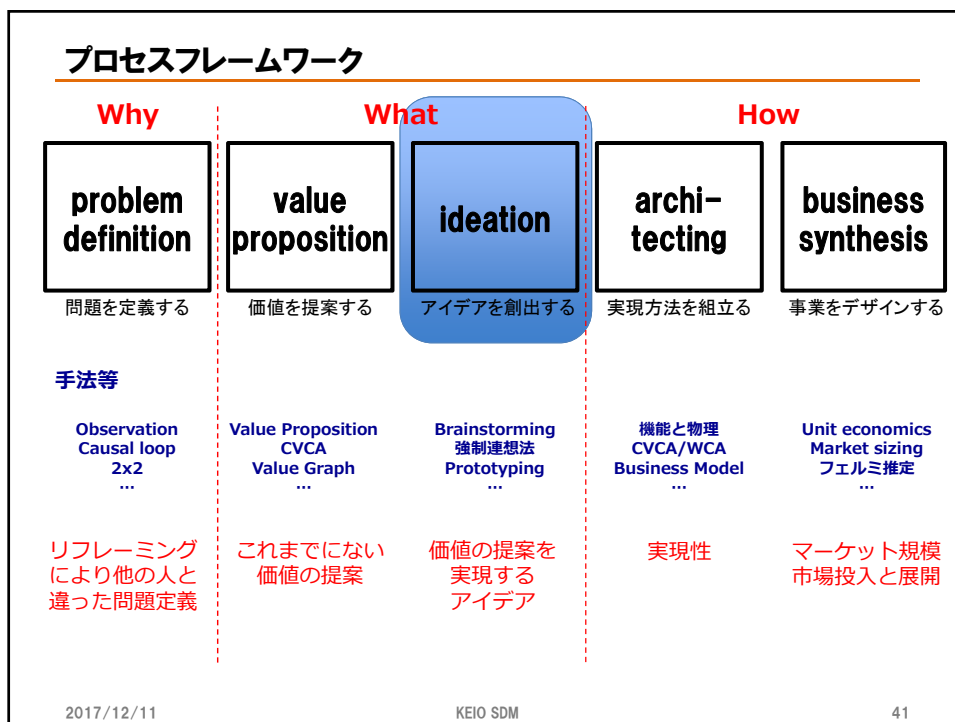 プロセスフレームワーク
Why
What
How
problem
definition
value
proposition
ideation
archi-
tecting
business
synthesis
問題を定義する
価値を提案する
アイデアを創出する
実現方法を組立る
事業をデザインする
手法等
Observation
Causal loop
2x2
…
Value Proposition
CVCA
Value Graph
…
Brainstorming
強制連想法
Prototyping
…
機能と物理
CVCA/WCA
Business Model
…
Unit economics
Market sizing
フェルミ推定
…
リフレーミング
により他の人と
違った問題定義
これまでにない
価値の提案
価値の提案を
実現する
アイデア
実現性
マーケット規模
市場投入と展開
2017/12/11
KEIO SDM
41